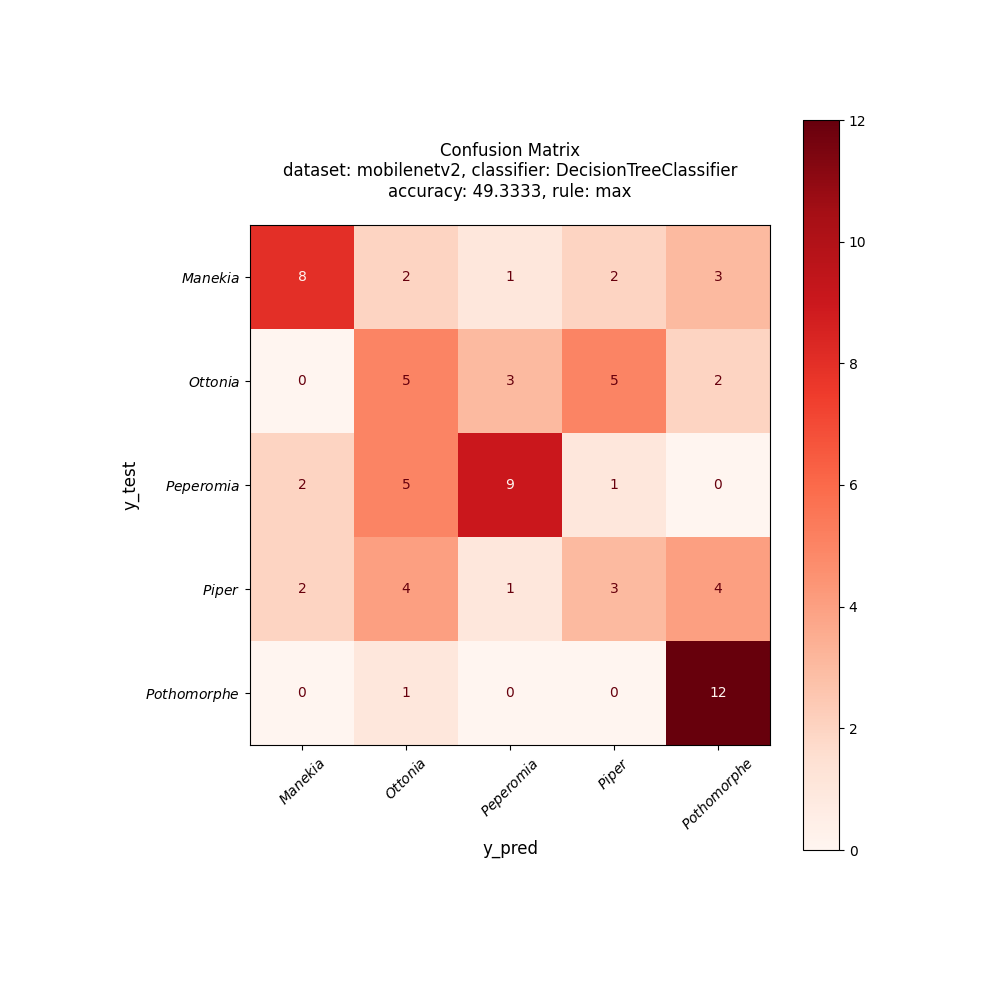 Confusion Matrix
dataset: mobilenetv2, classifier: DecisionTreeClassifier
accuracy: 49.3333, rule: max
Manekia 8 2 1 2 3
Ottonia 0 5 3 5 2
Peperomia 2 5 9 1 0
Piper 2 4 1 3 4
Pothomorphe 0 1 0 0 12
Manekia Ottonia Peperomia Piper Pothomorphe
y_pred
y_test
12
10
8
6
4
2
0